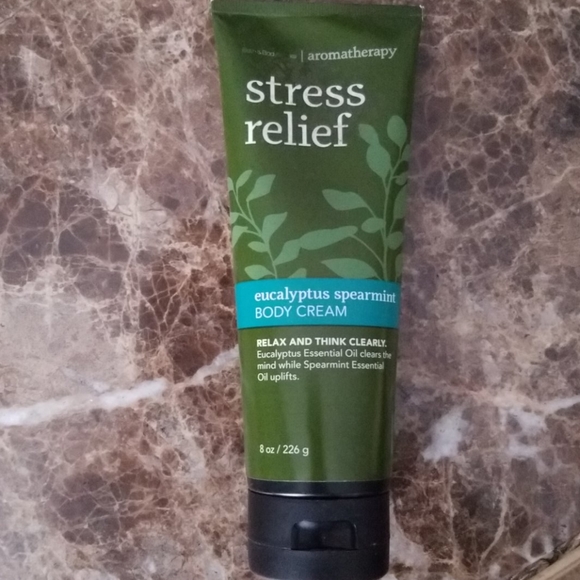 | aromatherapy
stress
relief
eucalyptus spearmint
BODY CREAM
RELAX AND THINK CLEARLY.
Eucalyptus Essential Oil clears the
mind while Spearmint Essential
Oil uplifts.
8 oz / 226 g